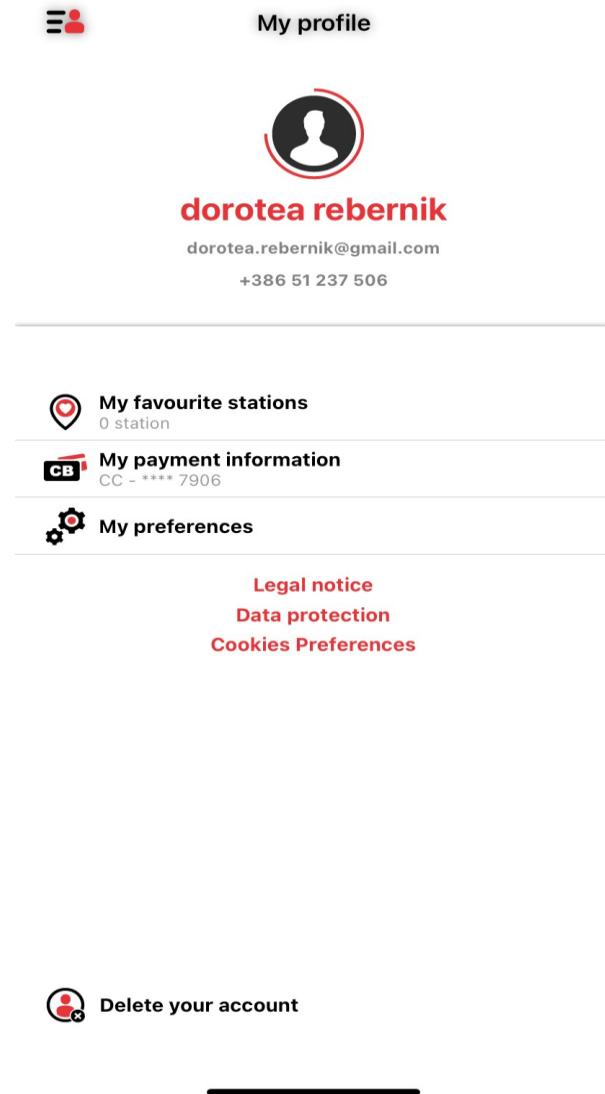 My profile
dorotea rebernik
dorotea.rebernik@gmail.com
+386 51 237 506
My favourite stations
0 station
CB
My payment information
CC - **** 7906
My preferences
Legal notice
Data protection
Cookies Preferences
Delete your account